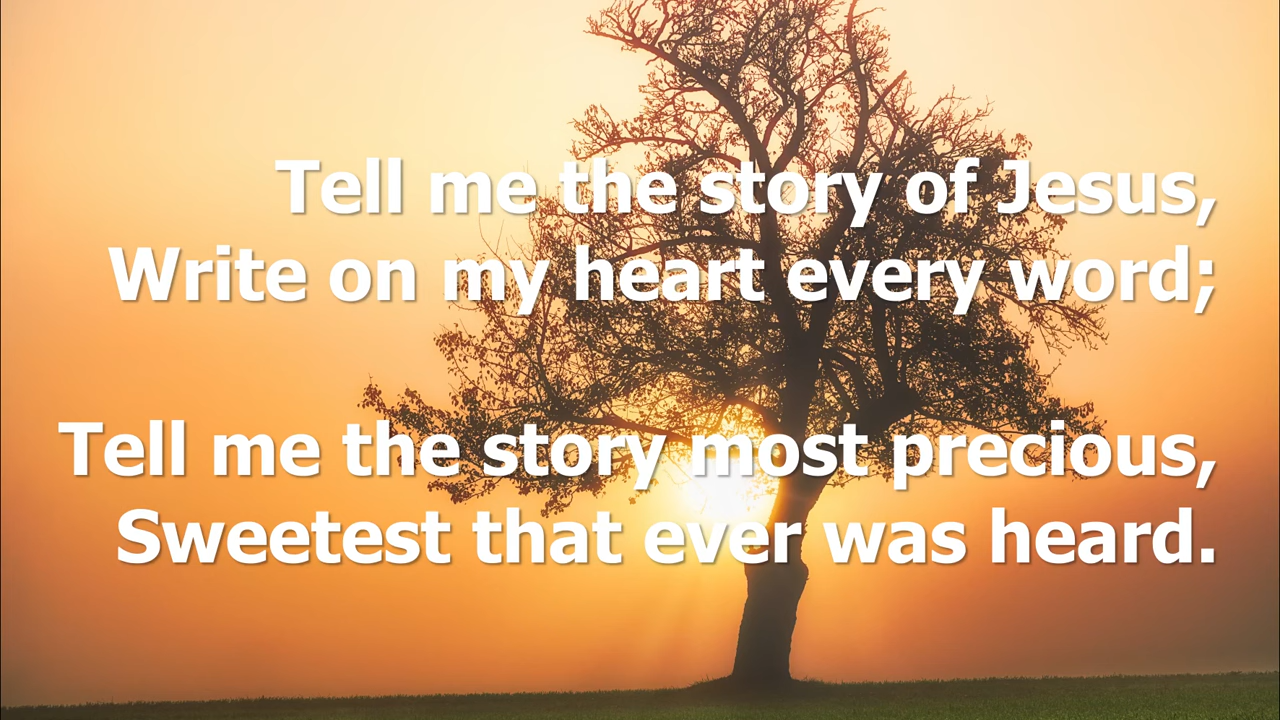 Tell me the story of Jesus,
Write on my heart every word;
Tell me the story most precious,
Sweetest that ever was heard.